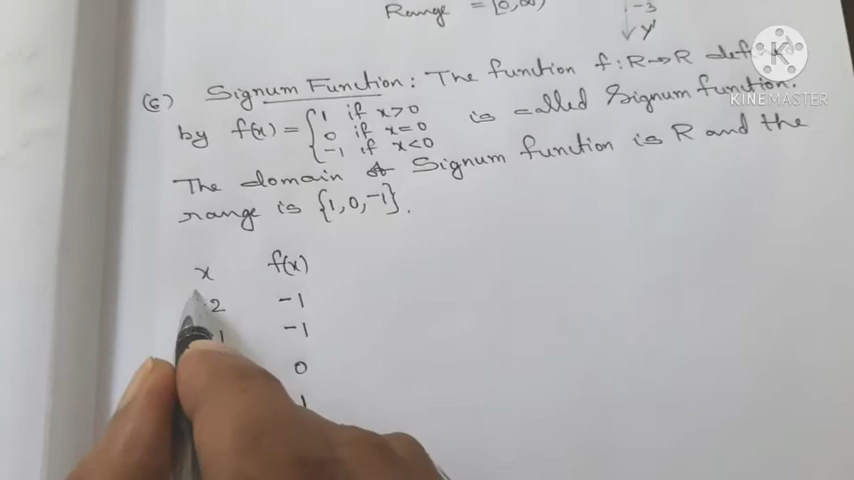 Range = [0,∞)
-3
Y'
K
KINEMASTER
(6) Signum Function: The function f: R→R defined
by f(x) = { 1 if x>0
0 if x=0
-1 if x<0
is called Signum function.
The domain of Signum function is R and the
range is {1, 0, -1}.
x f(x)
-2 -1
1 -1
0
1